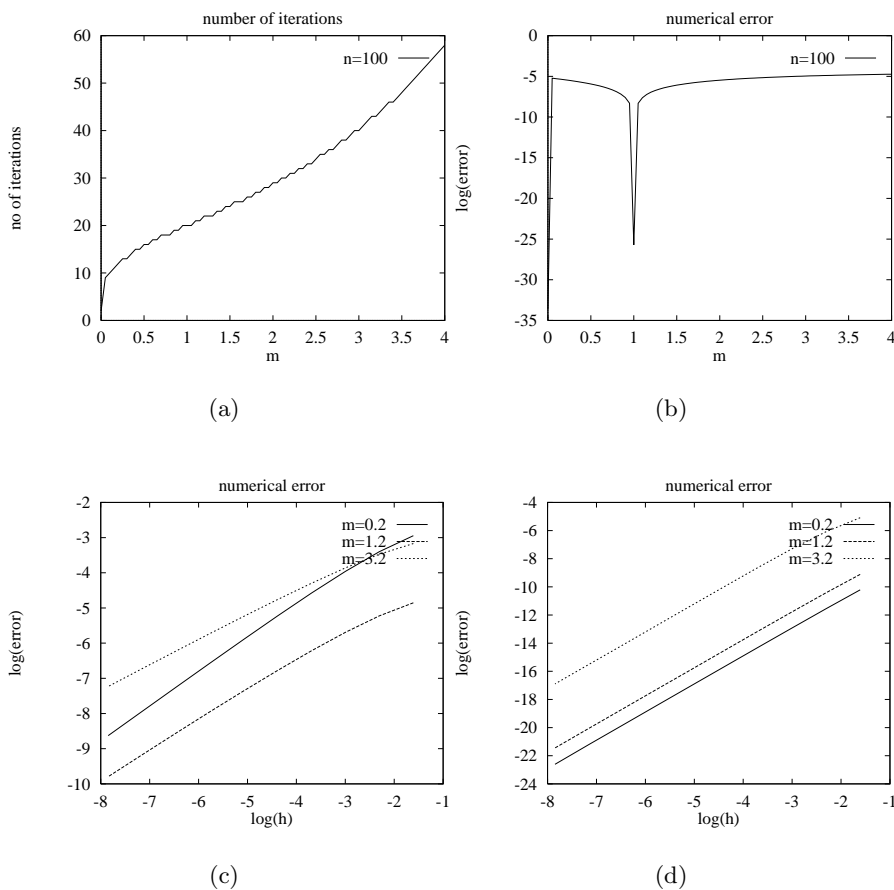 number of iterations
n=100
no of iterations
60
50
40
30
20
10
0
0 0.5 1 1.5 2 2.5 3 3.5 4
m
(a)
numerical error
n=100
log(error)
0
-5
-10
-15
-20
-25
-30
-35
0 0.5 1 1.5 2 2.5 3 3.5 4
m
(b)
numerical error
m=0.2
m=1.2
m=3.2
log(error)
-2
-3
-4
-5
-6
-7
-8
-9
-10
-8 -7 -6 -5 -4 -3 -2 -1
log(h)
(c)
numerical error
m=0.2
m=1.2
m=3.2
log(error)
-4
-6
-8
-10
-12
-14
-16
-18
-20
-22
-24
-8 -7 -6 -5 -4 -3 -2 -1
log(h)
(d)